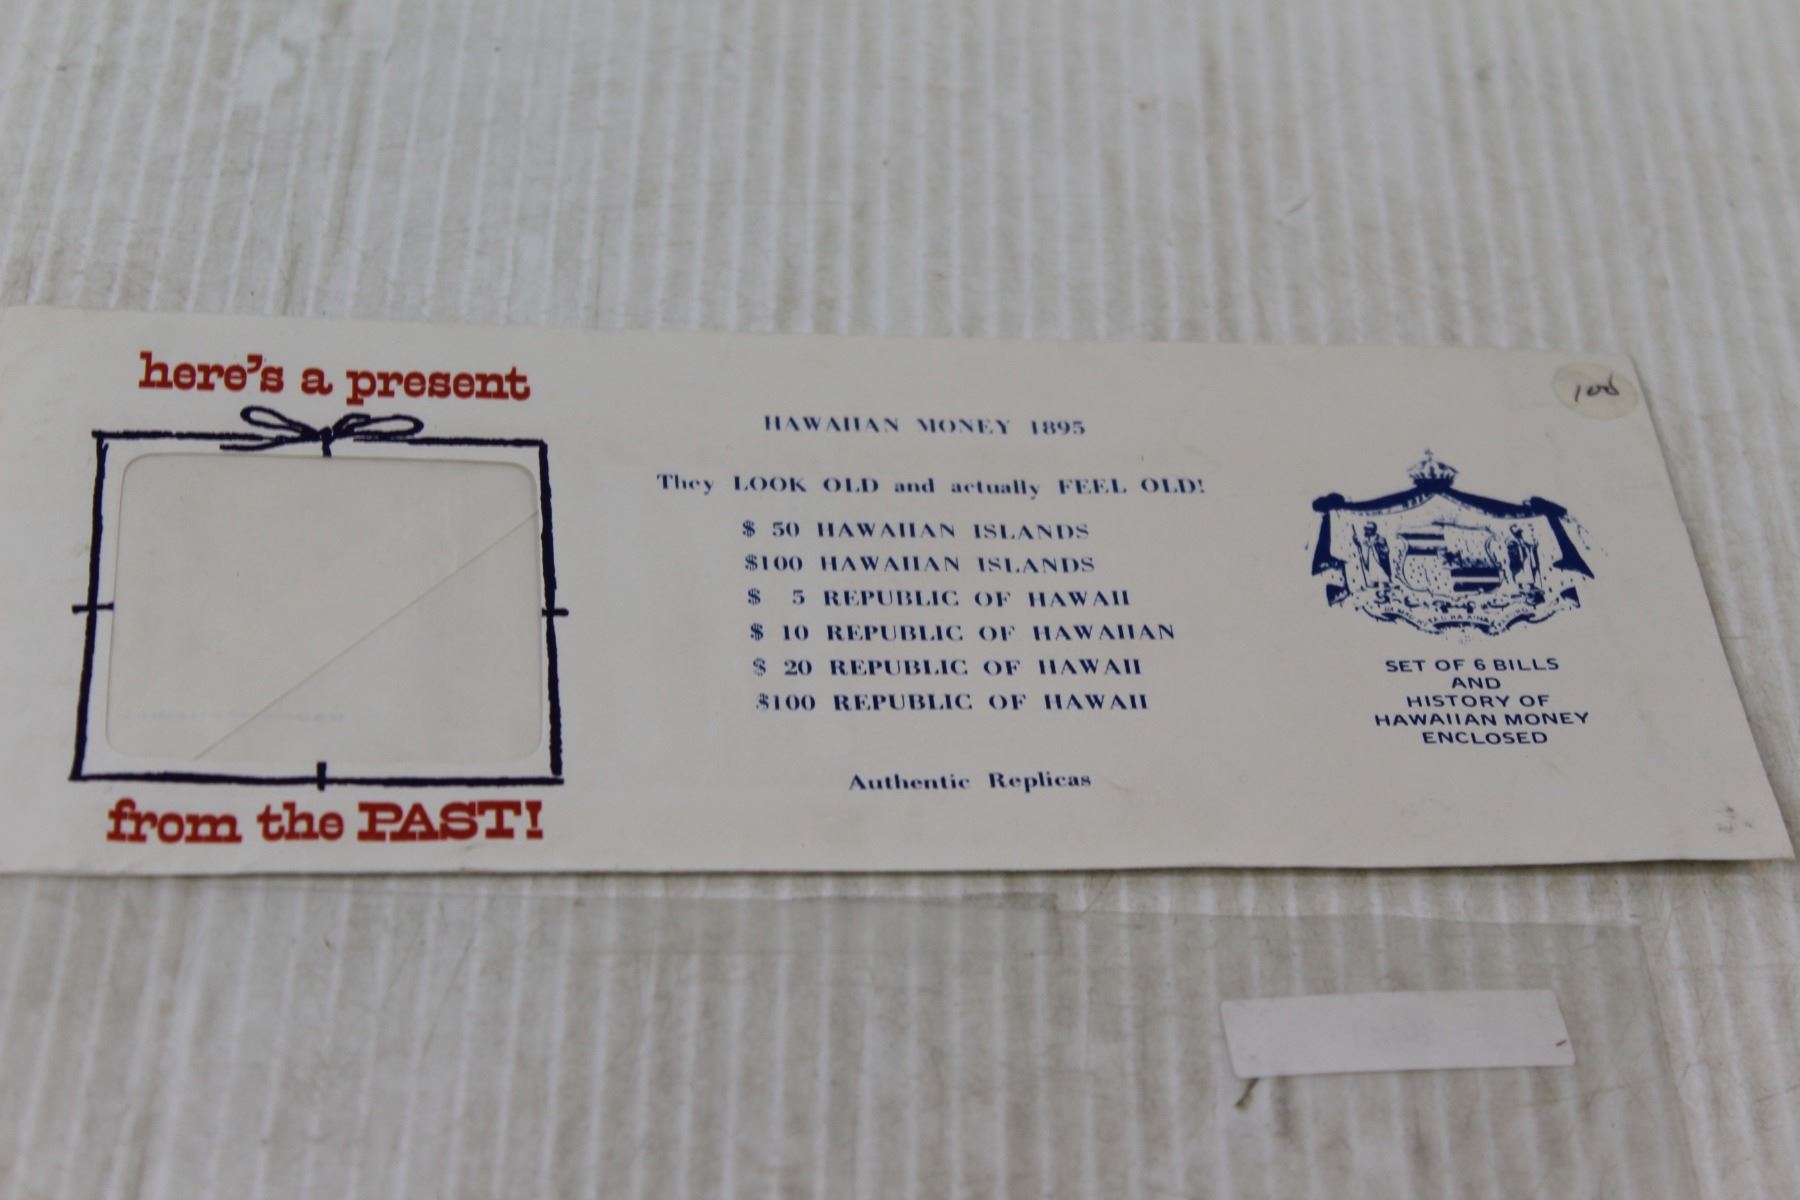 here's a present
from the PAST!
HAWAIIAN MONEY 1895
They LOOK OLD and actually FEEL OLD!
$ 50 HAWAIIAN ISLANDS
$100 HAWAIIAN ISLANDS
$ 5 REPUBLIC OF HAWAII
$ 10 REPUBLIC OF HAWAIIAN
$ 20 REPUBLIC OF HAWAII
$100 REPUBLIC OF HAWAII
Authentic Replicas
100
SET OF 6 BILLS
AND
HISTORY OF
HAWAIIAN MONEY
ENCLOSED